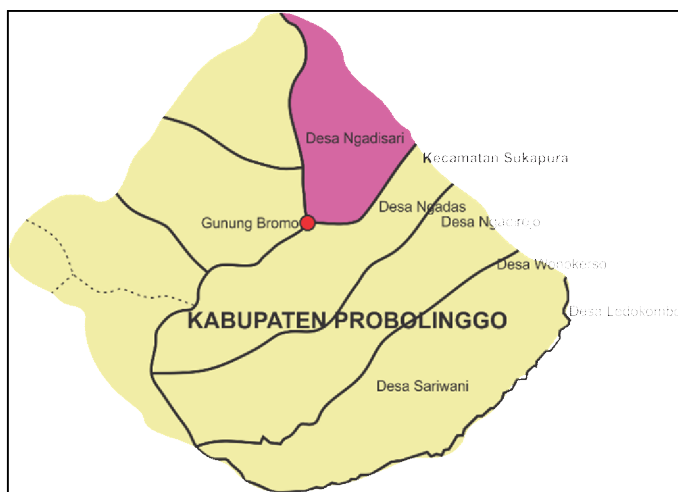 Desa Ngadisari
Kecamatan Sukapura
Desa Ngadas
Gunung Bromo
Desa Ngadirejo
Desa Wonokerso
KABUPATEN PROBOLINGGO
Desa Ledokombo
Desa Sariwani